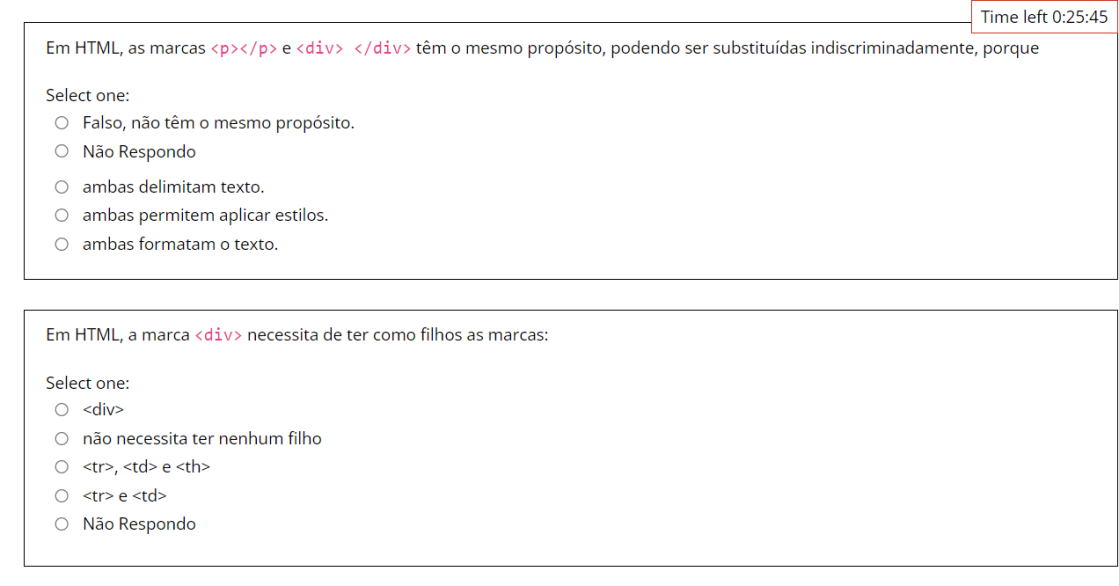 Time left 0:25:45
Em HTML, as marcas <p></p> e <div> </div> têm o mesmo propósito, podendo ser substituídas indiscriminadamente, porque
Select one:
Falso, não têm o mesmo propósito.
Não Respondo
ambas delimitam texto.
ambas permitem aplicar estilos.
ambas formatam o texto.
Em HTML, a marca <div> necessita de ter como filhos as marcas:
Select one:
<div>
não necessita ter nenhum filho
<tr>, <td> e <th>
<tr> e <td>
Não Respondo